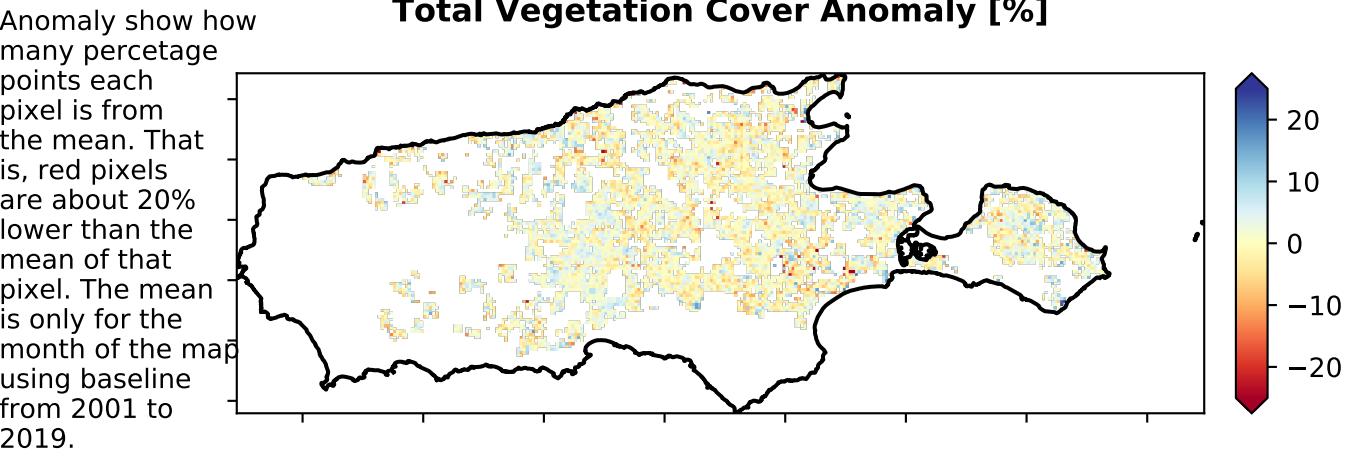 Total Vegetation Cover Anomaly [%]
Anomaly show how
many percetage
points each
pixel is from
the mean. That
is, red pixels
are about 20%
lower than the
mean of that
pixel. The mean
is only for the
month of the map
using baseline
from 2001 to
2019.
20
10
0
−10
−20